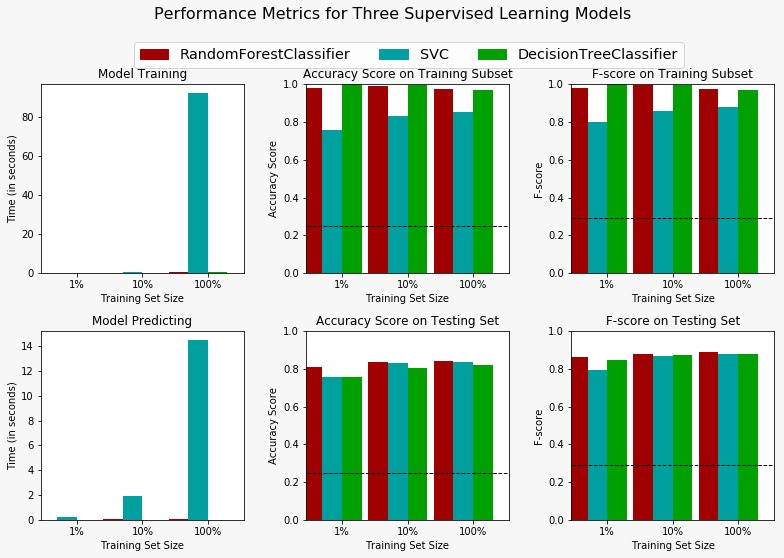 Performance Metrics for Three Supervised Learning Models
RandomForestClassifier SVC DecisionTreeClassifier
Model Training
Time (in seconds)
80
60
40
20
0
1% 10% 100%
Training Set Size
Accuracy Score on Training Subset
Accuracy Score
1.0
0.8
0.6
0.4
0.2
0.0
1% 10% 100%
Training Set Size
F-score on Training Subset
F-score
1.0
0.8
0.6
0.4
0.2
0.0
1% 10% 100%
Training Set Size
Model Predicting
Time (in seconds)
14
12
10
8
6
4
2
0
1% 10% 100%
Training Set Size
Accuracy Score on Testing Set
Accuracy Score
1.0
0.8
0.6
0.4
0.2
0.0
1% 10% 100%
Training Set Size
F-score on Testing Set
F-score
1.0
0.8
0.6
0.4
0.2
0.0
1% 10% 100%
Training Set Size